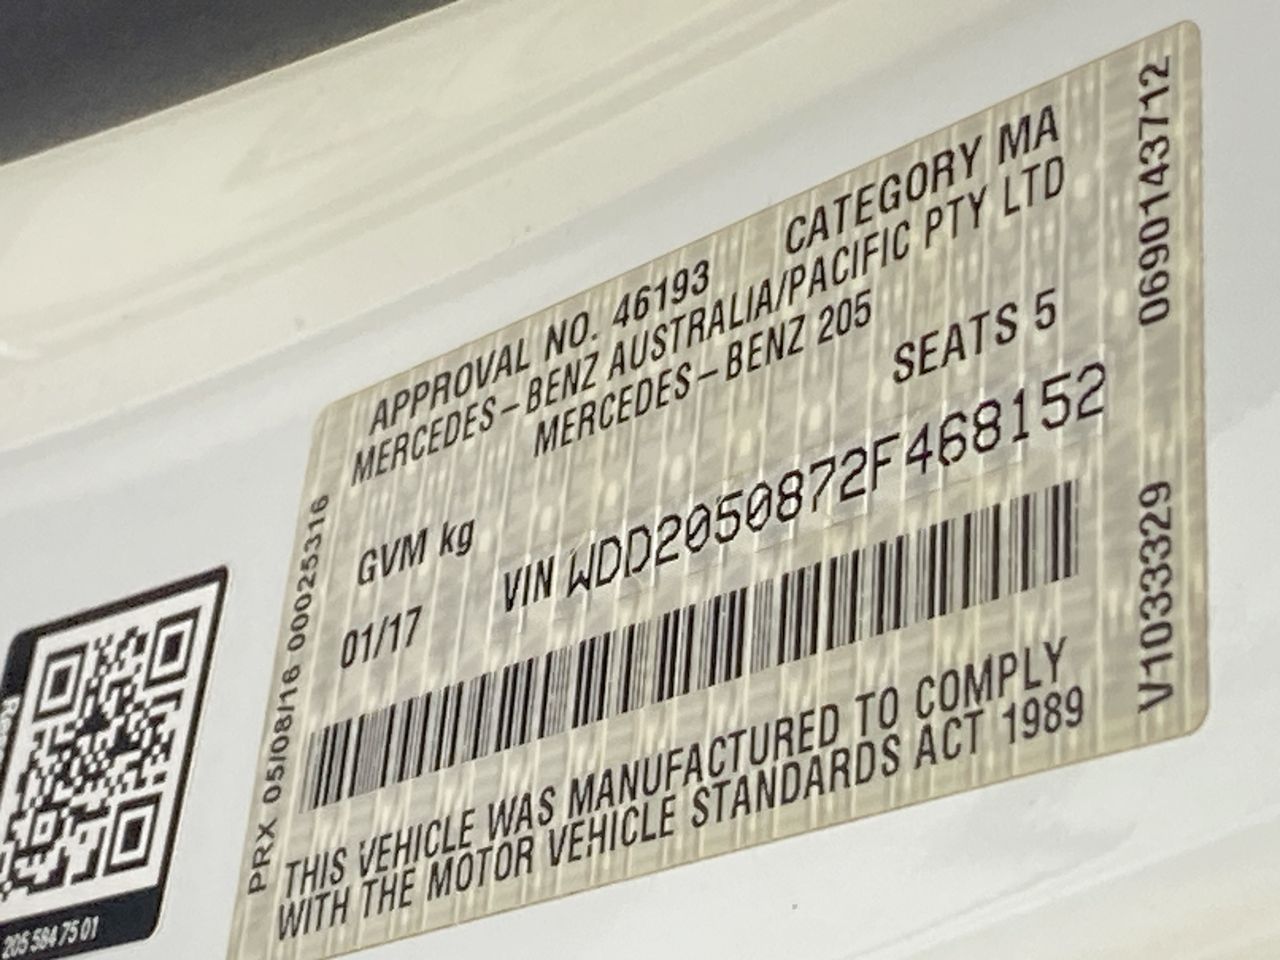 APPROVAL NO. 46193 CATEGORY MA
MERCEDES-BENZ AUSTRALIA/PACIFIC PTY LTD
MERCEDES-BENZ 205
SEATS 5
GVM kg
VIN WDD2050872F468152
01/17
THIS VEHICLE WAS MANUFACTURED TO COMPLY
WITH THE MOTOR VEHICLE STANDARDS ACT 1989
PRX 05/08/16 00025316
0690143712
V1033329
205 584 75 01